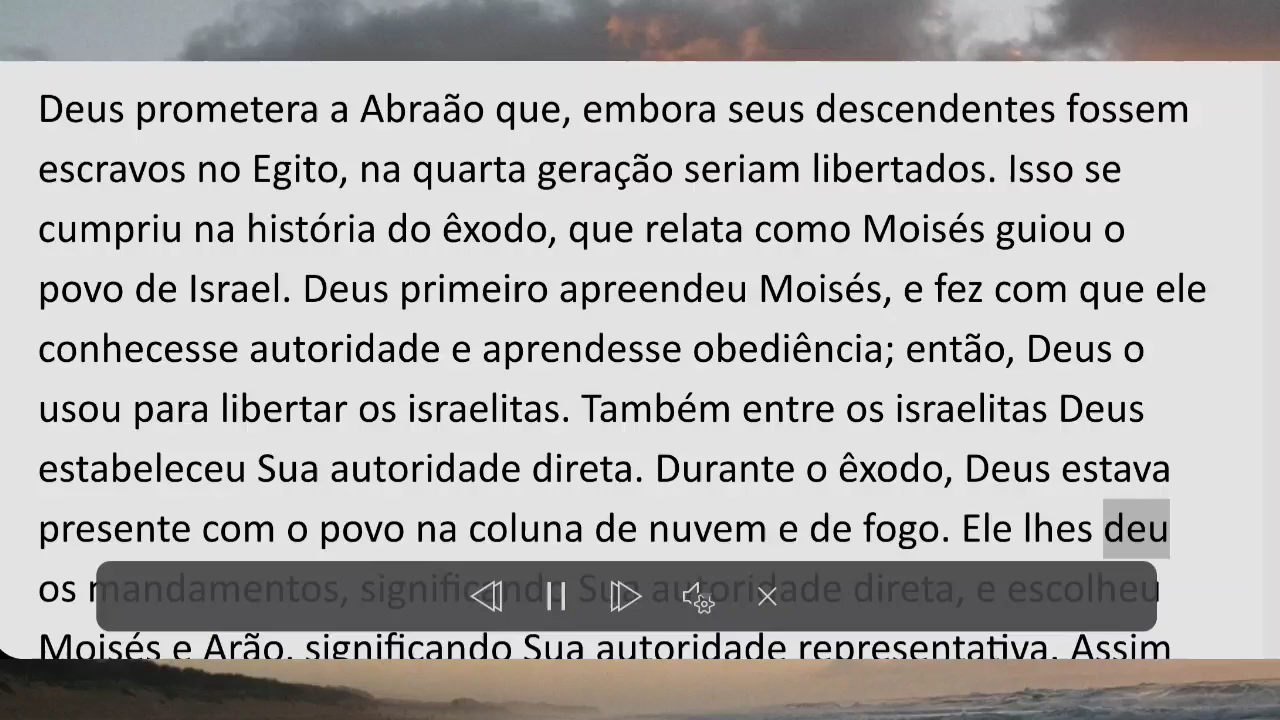 Deus prometera a Abraão que, embora seus descendentes fossem
escravos no Egito, na quarta geração seriam libertados. Isso se
cumpriu na história do êxodo, que relata como Moisés guiou o
povo de Israel. Deus primeiro apreendeu Moisés, e fez com que ele
conhecesse autoridade e aprendesse obediência; então, Deus o
usou para libertar os israelitas. Também entre os israelitas Deus
estabeleceu Sua autoridade direta. Durante o êxodo, Deus estava
presente com o povo na coluna de nuvem e de fogo. Ele lhes deu
os mandamentos, significando Sua autoridade direta, e escolheu
Moisés e Arão, significando Sua autoridade representativa. Assim